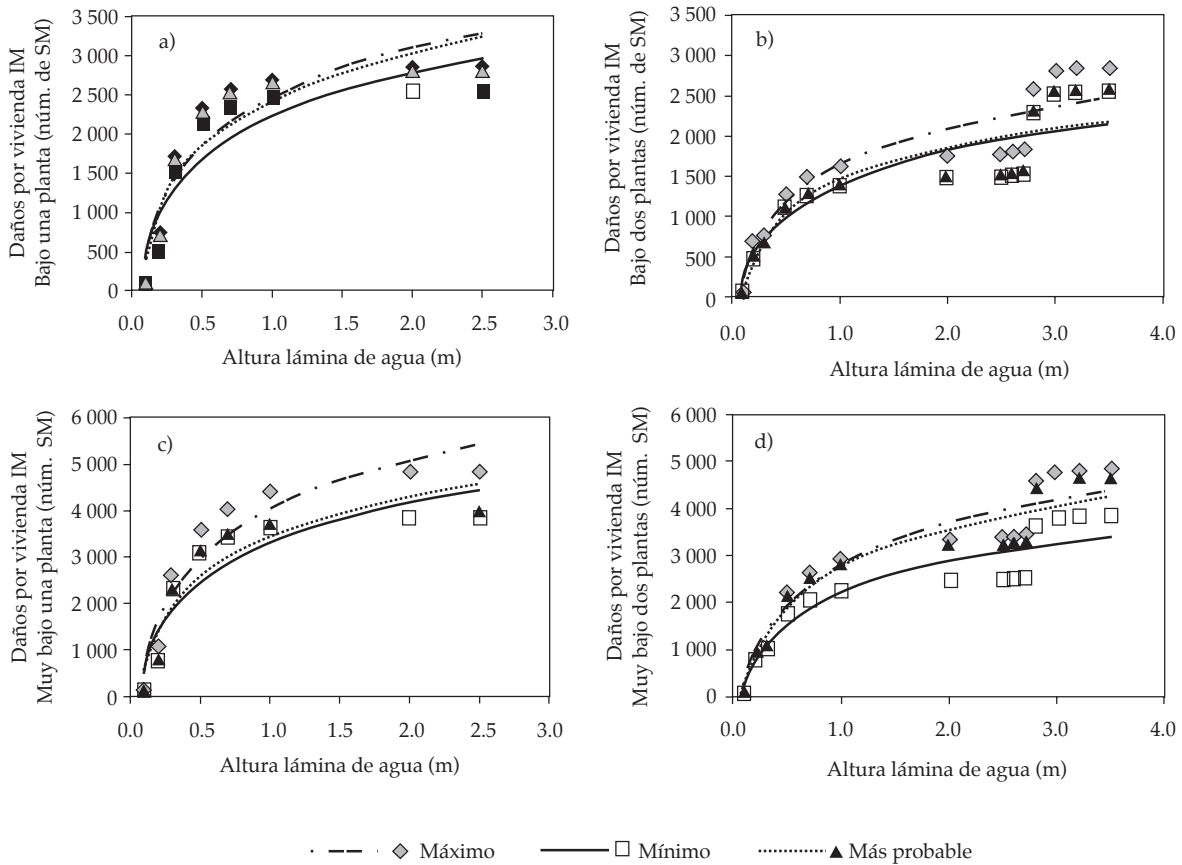 Daños por vivienda IM
Bajo una planta (núm. de SM)
3 500
3 000
2 500
2 000
1 500
1 000
500
0
a)
0.0 0.5 1.0 1.5 2.0 2.5 3.0
Altura lámina de agua (m)
Daños por vivienda IM
Bajo dos plantas (núm. de SM)
3 500
3 000
2 500
2 000
1 500
1 000
500
0
b)
0.0 1.0 2.0 3.0 4.0
Altura lámina de agua (m)
Daños por vivienda IM
Muy bajo una planta (núm. SM)
6 000
5 000
4 000
3 000
2 000
1 000
0
c)
0.0 0.5 1.0 1.5 2.0 2.5 3.0
Altura lámina de agua (m)
Daños por vivienda IM
Muy bajo dos plantas (núm. SM)
6 000
5 000
4 000
3 000
2 000
1 000
0
d)
0.0 1.0 2.0 3.0 4.0
Altura lámina de agua (m)
Máximo Mínimo Más probable